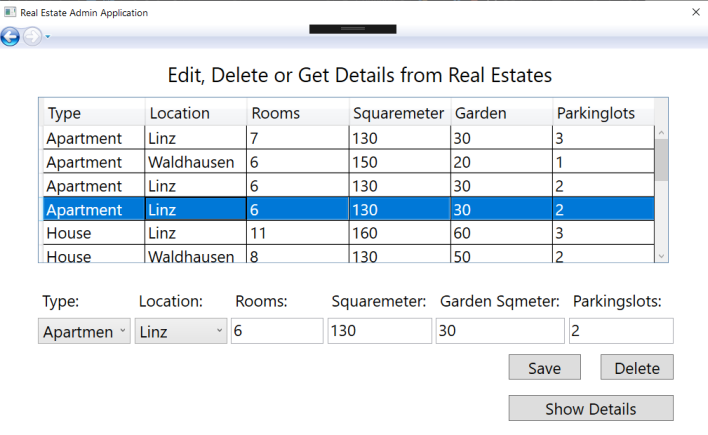 Real Estate Admin Application
Edit, Delete or Get Details from Real Estates
Type Location Rooms Squaremeter Garden Parkinglots
Apartment Linz 7 130 30 3
Apartment Waldhausen 6 150 20 1
Apartment Linz 6 130 30 2
Apartment Linz 6 130 30 2
House Linz 11 160 60 3
House Waldhausen 8 130 50 2
Type: Location: Rooms: Squaremeter: Garden Sqmeter: Parkingslots:
Apartmen Linz 6 130 30 2
Save Delete
Show Details